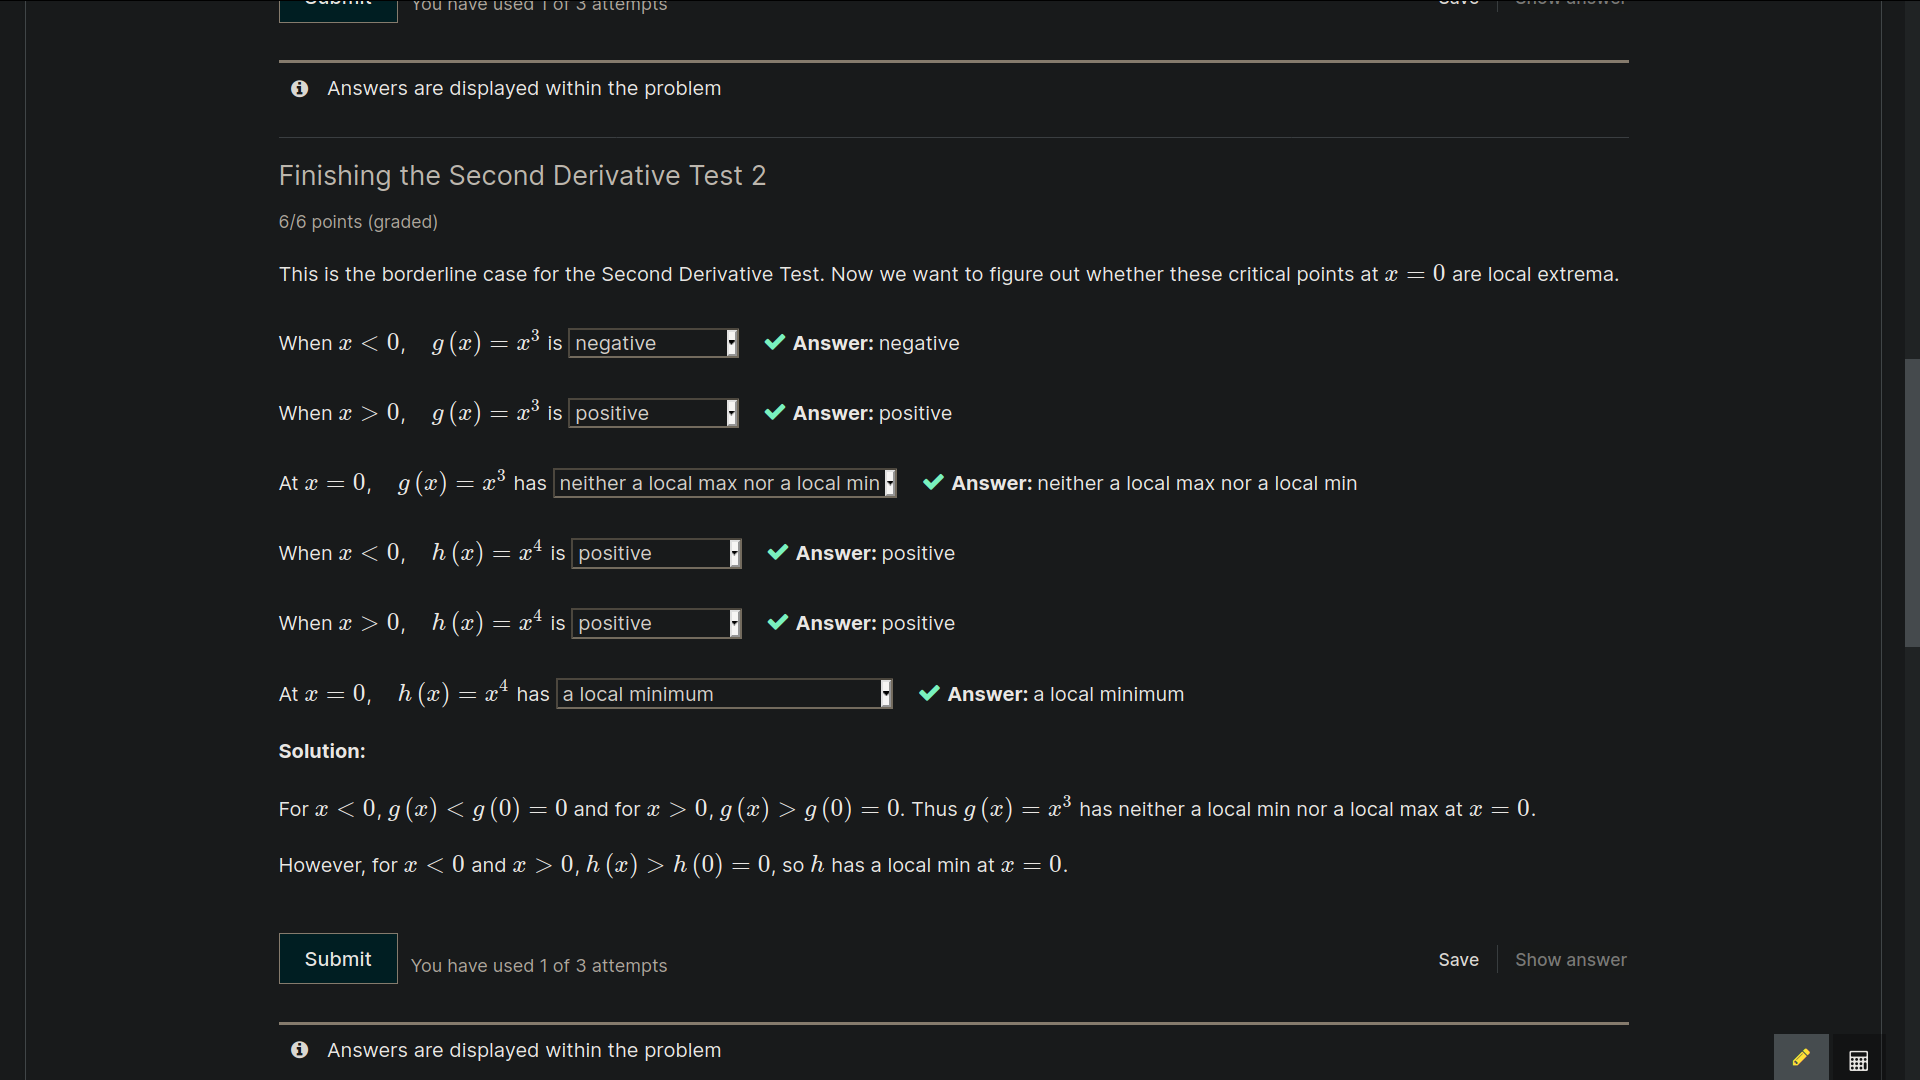 Submit You have used 1 of 3 attempts Save Show answer
Answers are displayed within the problem
Finishing the Second Derivative Test 2
6/6 points (graded)
This is the borderline case for the Second Derivative Test. Now we want to figure out whether these critical points at x = 0 are local extrema.
When x < 0, g (x) = x³ is negative Answer: negative
When x > 0, g (x) = x³ is positive Answer: positive
At x = 0, g (x) = x³ has neither a local max nor a local min Answer: neither a local max nor a local min
When x < 0, h (x) = x⁴ is positive Answer: positive
When x > 0, h (x) = x⁴ is positive Answer: positive
At x = 0, h (x) = x⁴ has a local minimum Answer: a local minimum
Solution:
For x < 0, g (x) < g (0) = 0 and for x > 0, g (x) > g (0) = 0. Thus g (x) = x³ has neither a local min nor a local max at x = 0.
However, for x < 0 and x > 0, h (x) > h (0) = 0, so h has a local min at x = 0.
Submit You have used 1 of 3 attempts Save Show answer
Answers are displayed within the problem